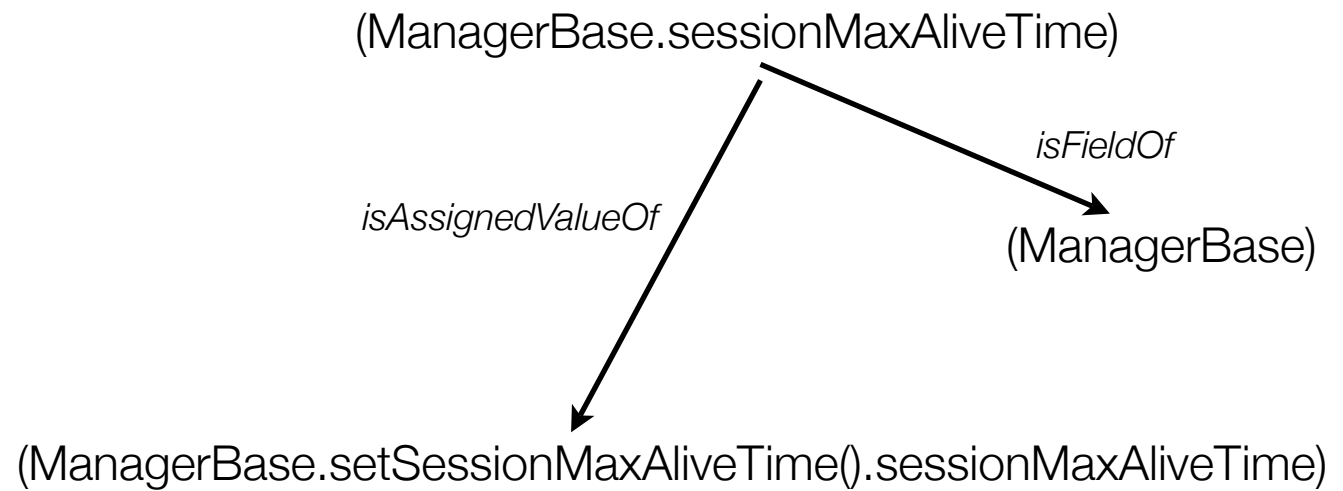 (ManagerBase.sessionMaxAliveTime)
isFieldOf
isAssignedValueOf
(ManagerBase)
(ManagerBase.setSessionMaxAliveTime().sessionMaxAliveTime)